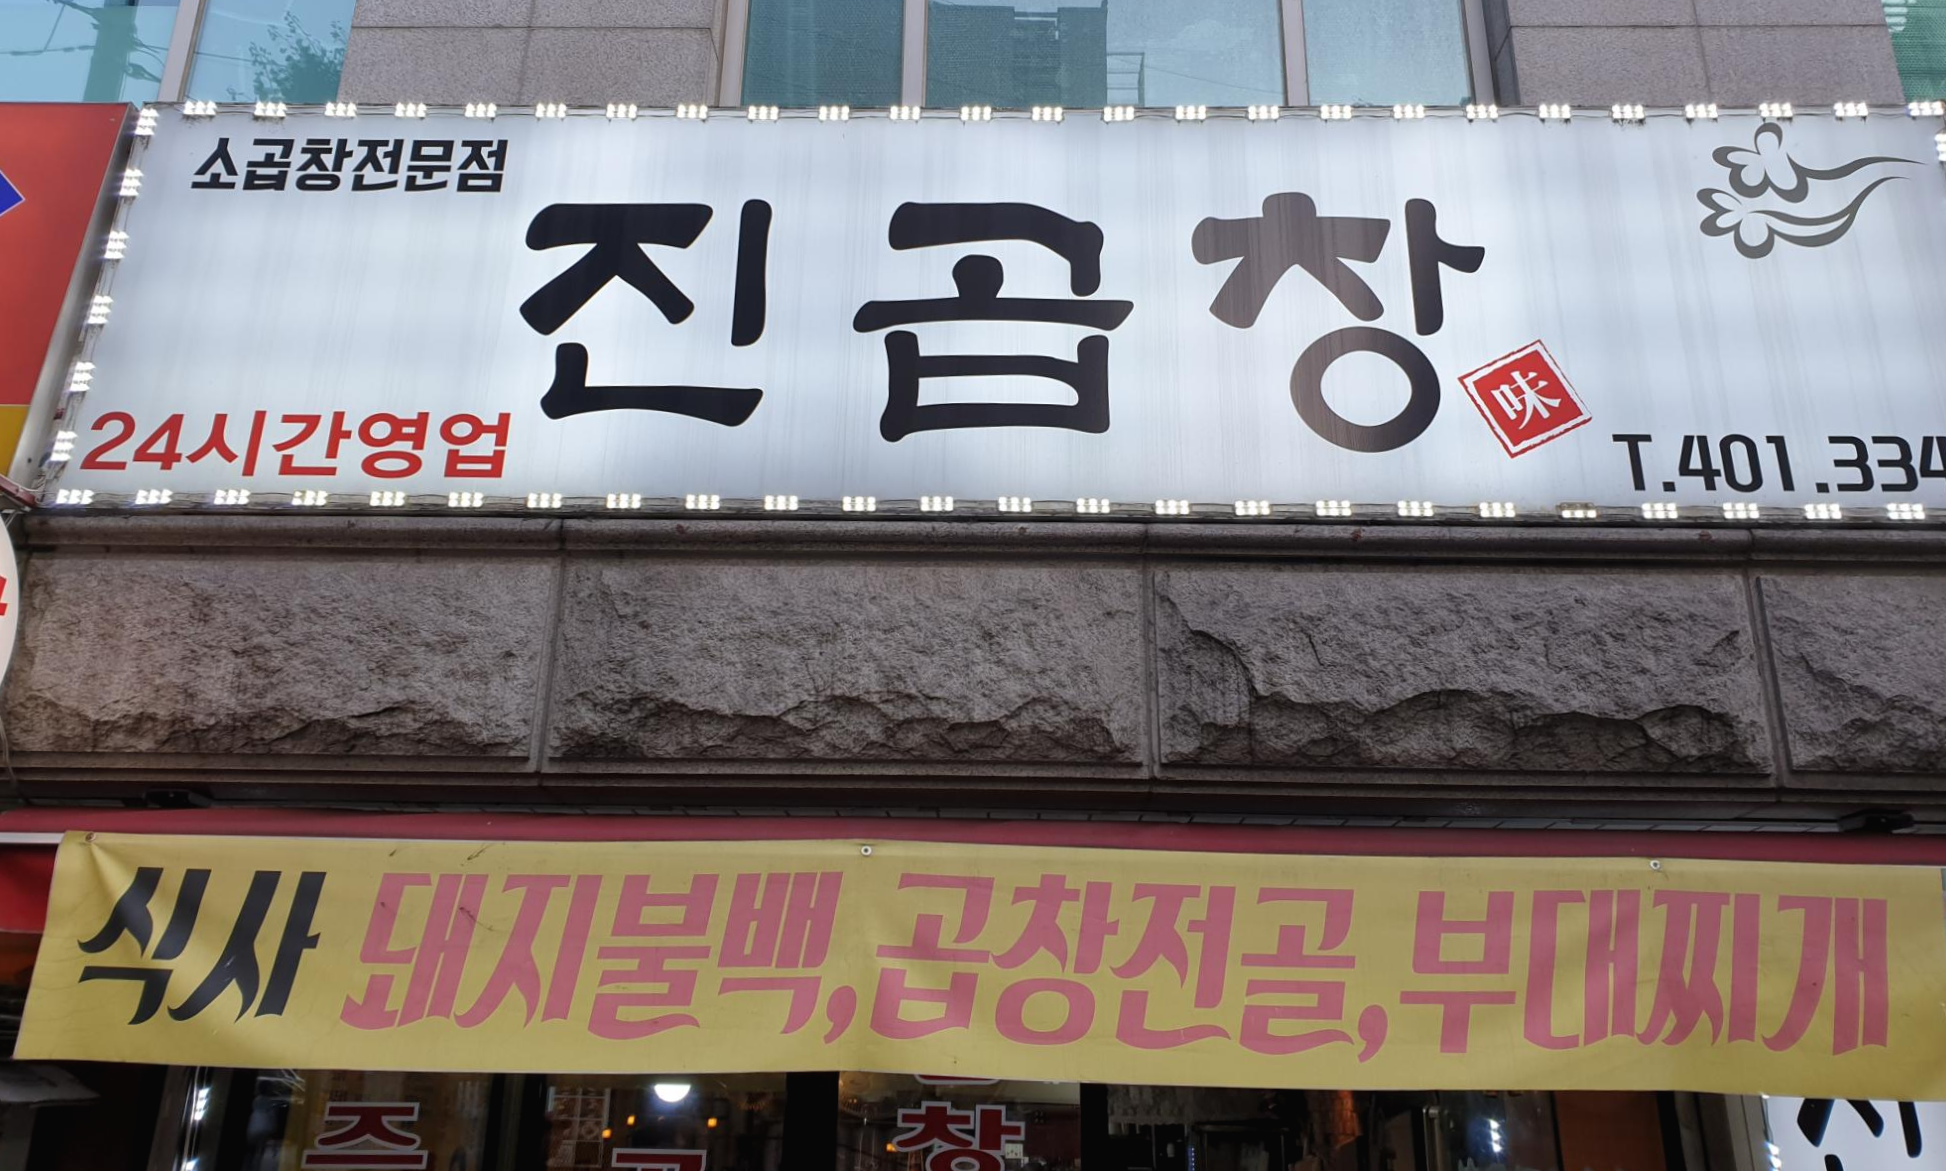 소곱창전문점
진곱창
味
24시간영업
T.401.334
식사 돼지불백,곱창전골,부대찌개
창